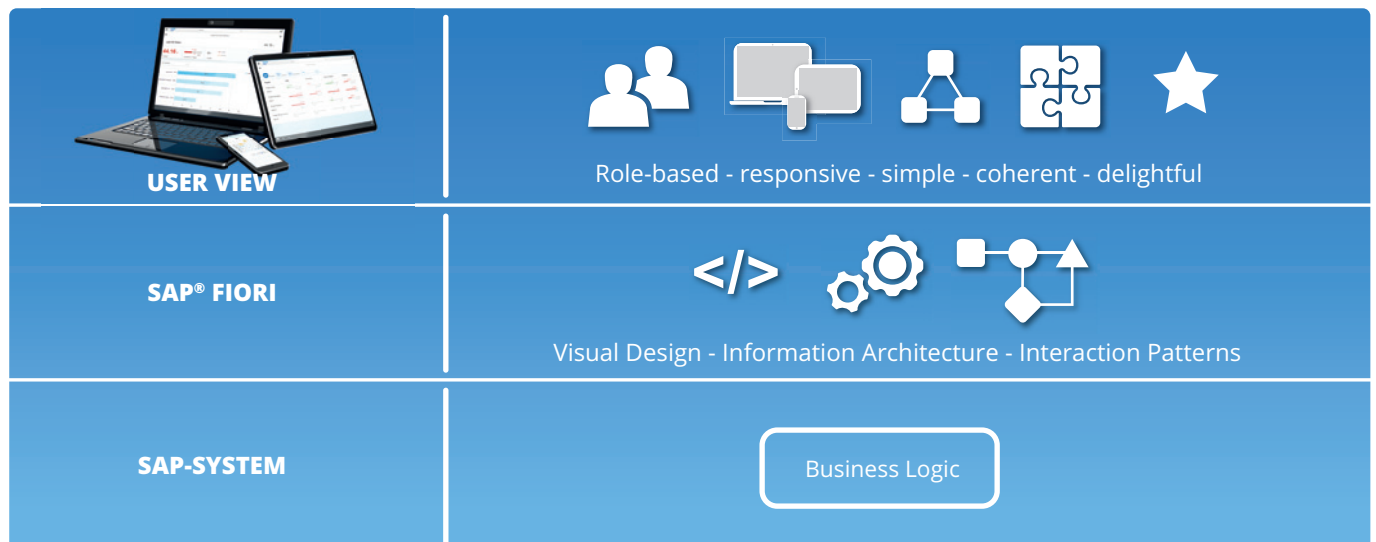 USER VIEW
Role-based - responsive - simple - coherent - delightful
SAP® FIORI
</>
Visual Design - Information Architecture - Interaction Patterns
SAP-SYSTEM
Business Logic